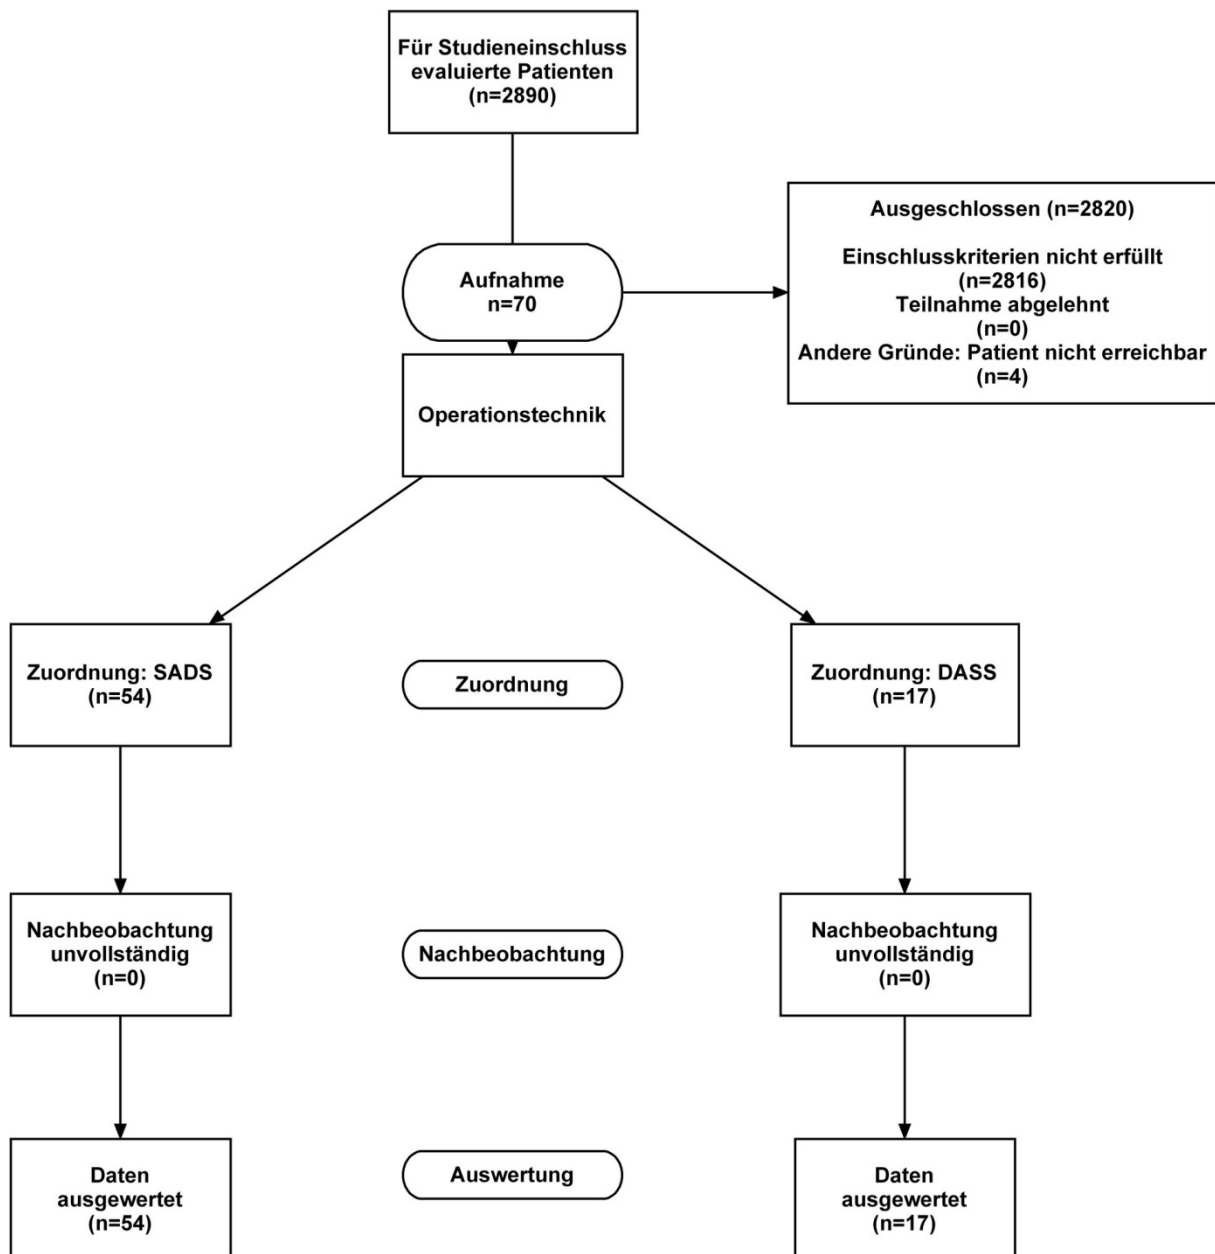 Für Studieneinschluss
evaluierte Patienten
(n=2890)
Ausgeschlossen (n=2820)
Einschlusskriterien nicht erfüllt
(n=2816)
Teilnahme abgelehnt
(n=0)
Andere Gründe: Patient nicht erreichbar
(n=4)
Aufnahme
n=70
Operationstechnik
Zuordnung: SADS
(n=54)
Zuordnung
Zuordnung: DASS
(n=17)
Nachbeobachtung
unvollständig
(n=0)
Nachbeobachtung
Nachbeobachtung
unvollständig
(n=0)
Daten
ausgewertet
(n=54)
Auswertung
Daten
ausgewertet
(n=17)